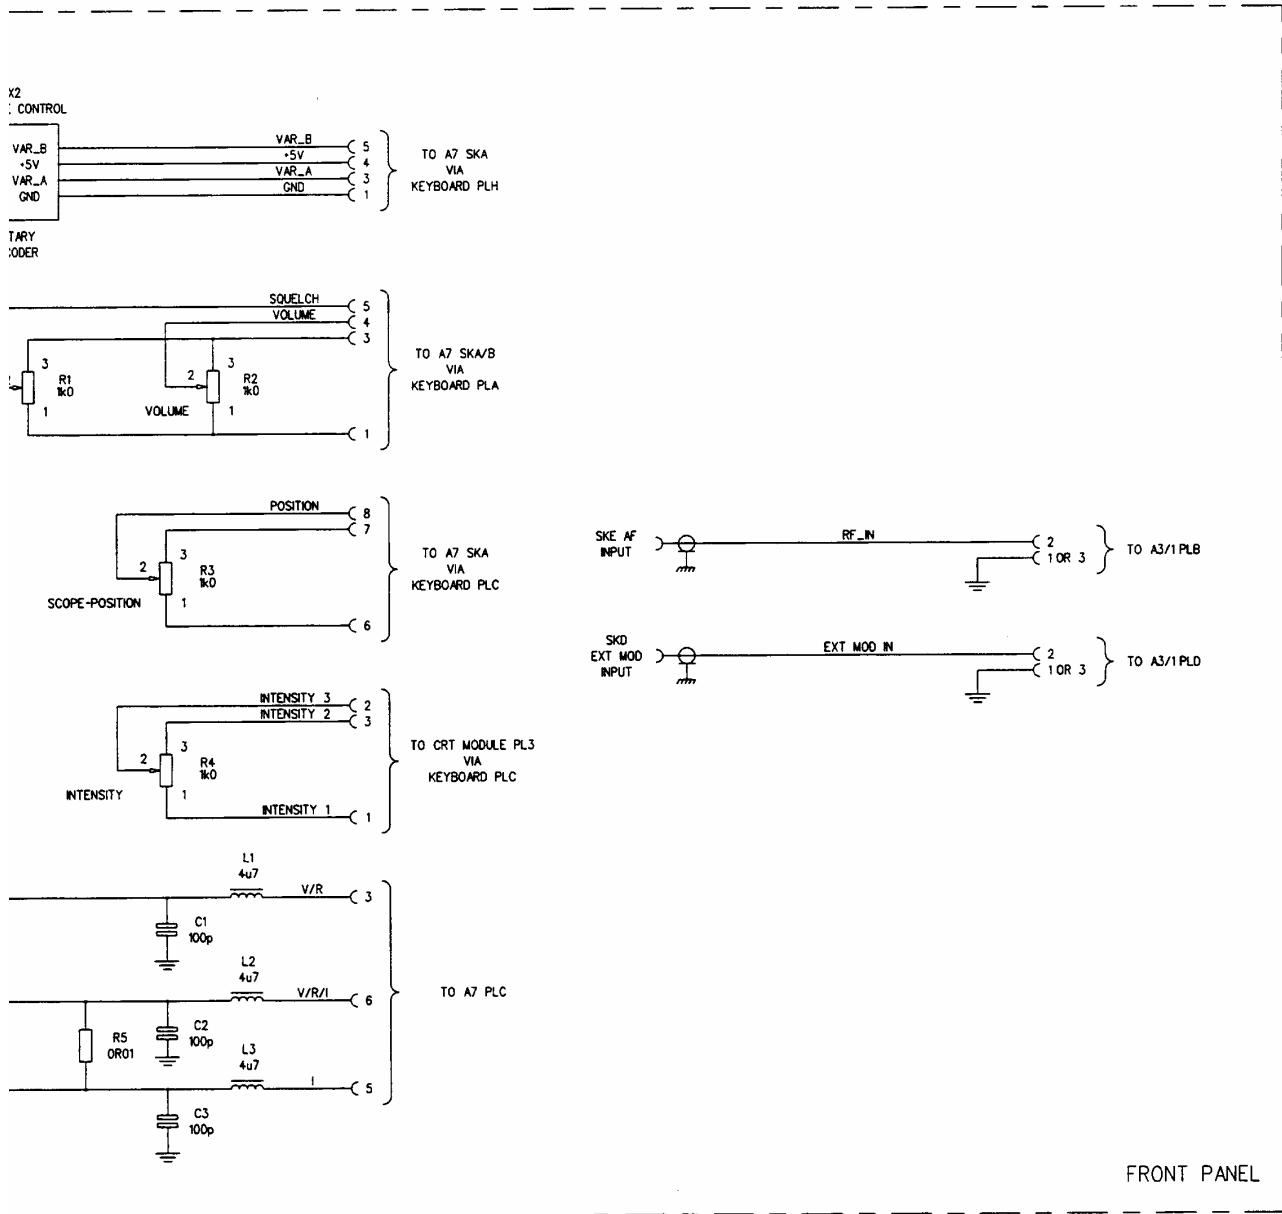 X2
E CONTROL
VAR_B
+5V
VAR_A
GND
TARY
CODER
VAR_B
5
+5V
4
VAR_A
3
GND
1
TO A7 SKA
VIA
KEYBOARD PLH
SQUELCH
5
VOLUME
4
3
3
R1
1k0
1
2
3
R2
1k0
1
VOLUME
1
TO A7 SKA/B
VIA
KEYBOARD PLA
POSITION
8
7
3
2
R3
1k0
1
SCOPE-POSITION
6
TO A7 SKA
VIA
KEYBOARD PLC
SKE AF
INPUT
RF_IN
2
1 OR 3
TO A3/1 PLB
SKD
EXT MOD
INPUT
EXT MOD IN
2
1 OR 3
TO A3/1 PLD
INTENSITY 3
2
INTENSITY 2
3
3
2
R4
1k0
1
INTENSITY
INTENSITY 1
1
TO CRT MODULE PL3
VIA
KEYBOARD PLC
L1
4u7
V/R
3
C1
100p
L2
4u7
V/R/I
6
R5
0R01
C2
100p
L3
4u7
I
5
C3
100p
TO A7 PLC
FRONT PANEL